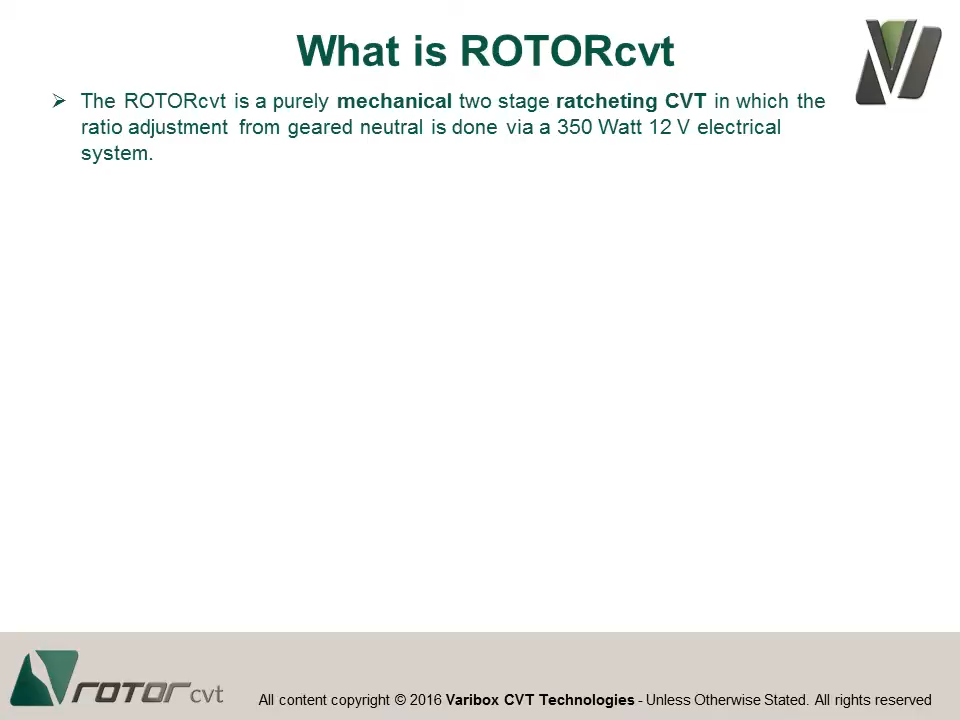 What is ROTORcvt
➢ The ROTORcvt is a purely mechanical two stage ratcheting CVT in which the
ratio adjustment from geared neutral is done via a 350 Watt 12 V electrical
system.
ROTOR cvt
All content copyright © 2016 Varibox CVT Technologies - Unless Otherwise Stated. All rights reserved